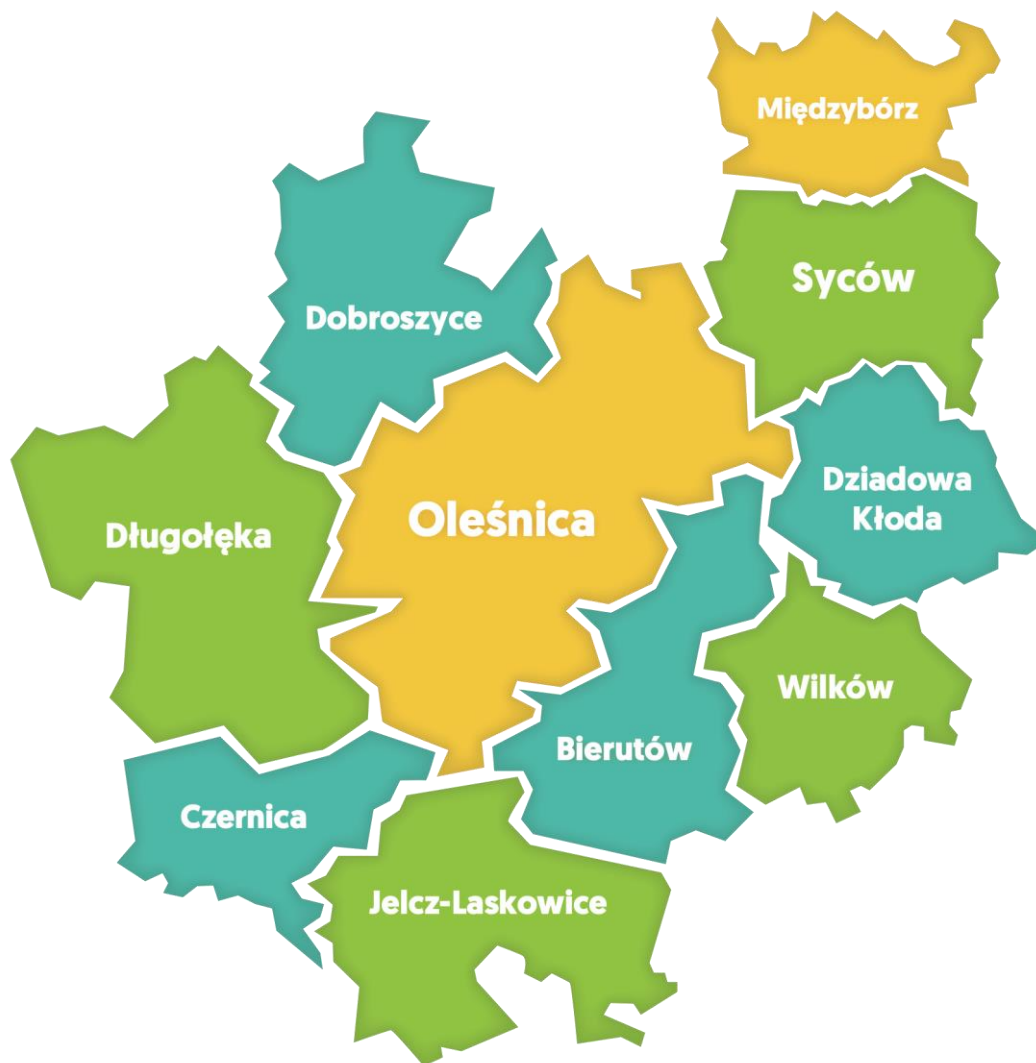 Międzybórz
Syców
Dobroszyce
Dziadowa
Kłoda
Oleśnica
Długołęka
Wilków
Bierutów
Czernica
Jelcz-Laskowice